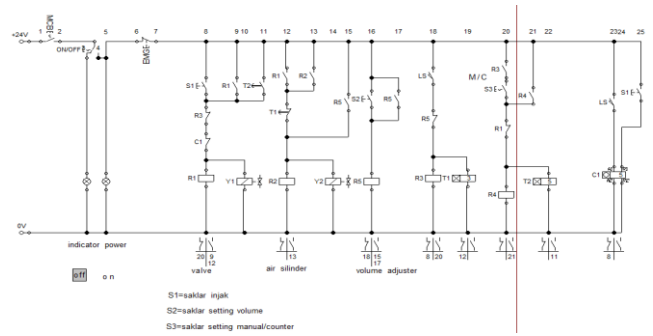 1 2 5 6 7 8 9 10 11 12 13 14 15 16 17 18 19 20 21 22 23 24 25
+24V
MCB
ON/OFF 4
EMG
S1 R1 T2 R1 R2 LS R3
M/C
S2 R5 R5 R5 S3 R4 S1
R3 T1 R5 R1 LS
C1
R1 Y1 R2 Y2 R5 R3 T1 R4 T2 C1
0V
indicator power
20 9 13 18 15 8 20 12 21 11 8
12 17
valve air silinder volume adjuster
off on
S1=saklar injak
S2=saklar setting volume
S3=saklar setting manual/counter